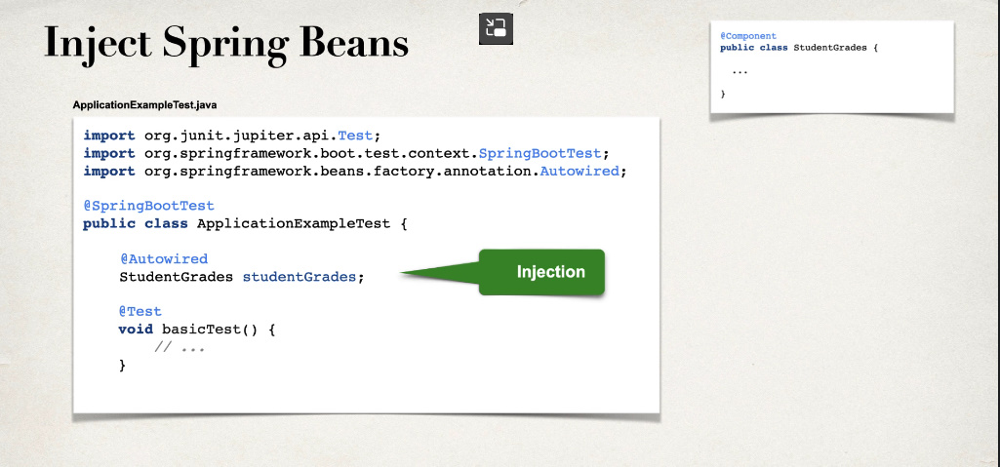 Inject Spring Beans
ApplicationExampleTest.java
import org.junit.jupiter.api.Test;
import org.springframework.boot.test.context.SpringBootTest;
import org.springframework.beans.factory.annotation.Autowired;
@SpringBootTest
public class ApplicationExampleTest {
@Autowired
StudentGrades studentGrades;
Injection
@Test
void basicTest() {
// ...
}
@Component
public class StudentGrades {
...
}